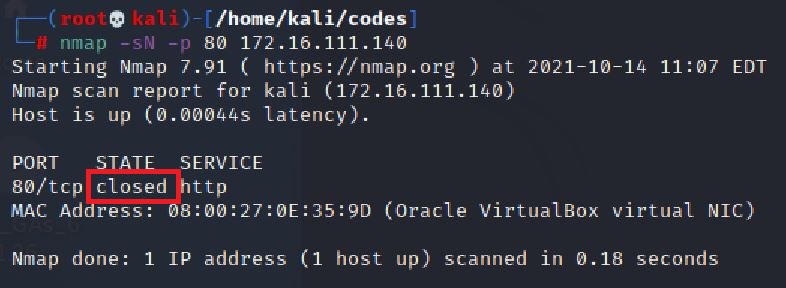 ┌──(root💀kali)-[/home/kali/codes]
└─# nmap -sN -p 80 172.16.111.140
Starting Nmap 7.91 ( https://nmap.org ) at 2021-10-14 11:07 EDT
Nmap scan report for kali (172.16.111.140)
Host is up (0.00044s latency).

PORT   STATE  SERVICE
80/tcp closed http
MAC Address: 08:00:27:0E:35:9D (Oracle VirtualBox virtual NIC)

Nmap done: 1 IP address (1 host up) scanned in 0.18 seconds